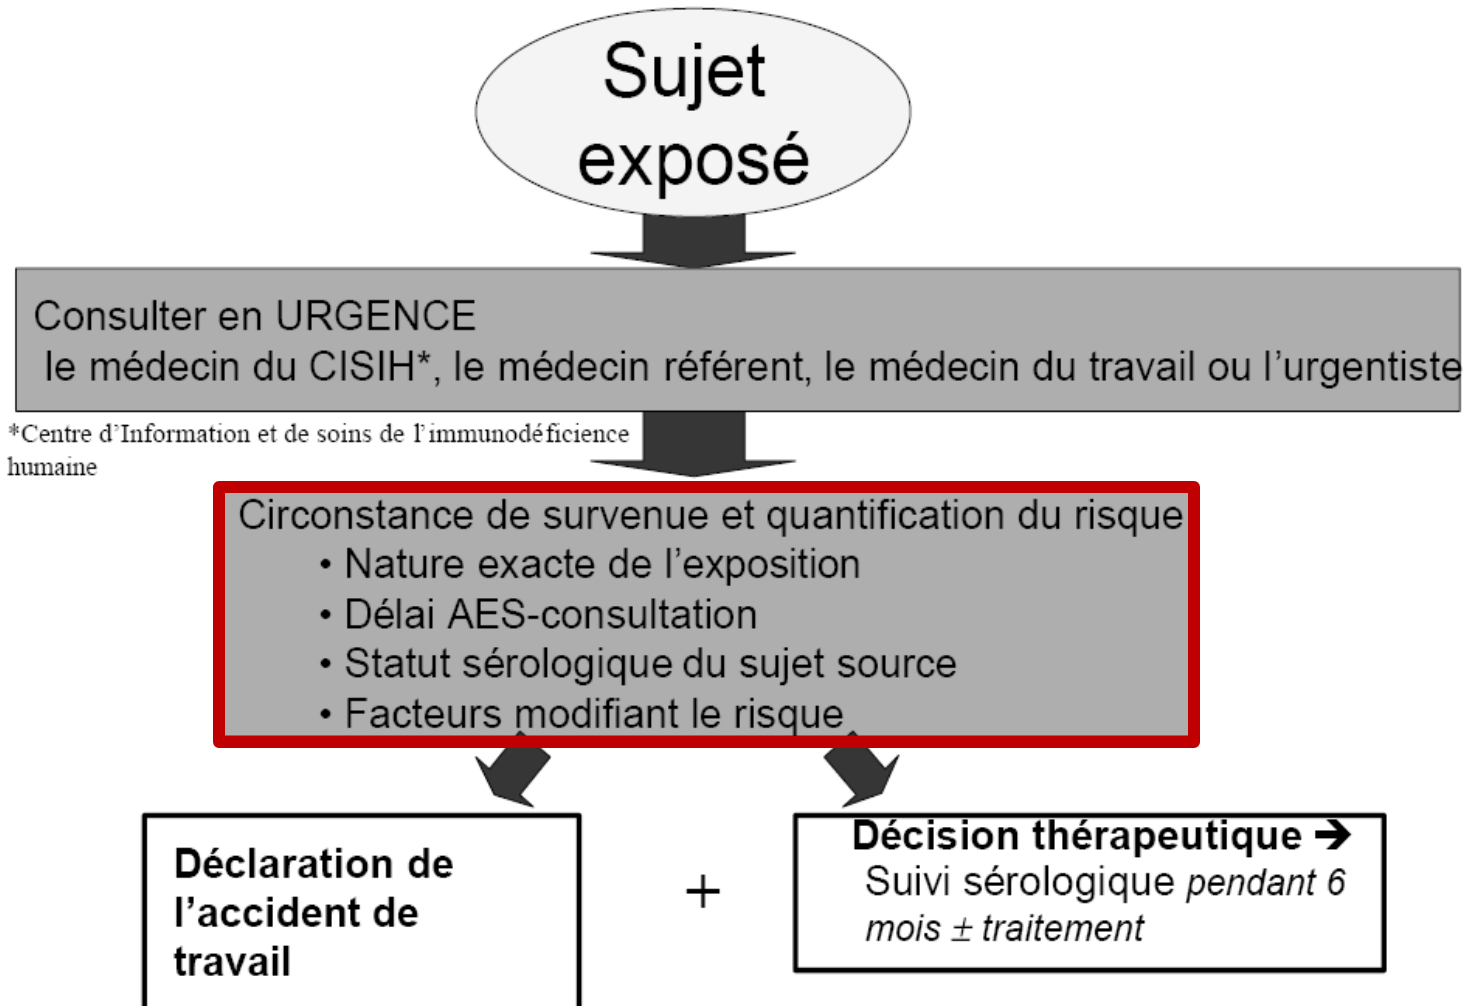 Sujet
exposé
Consulter en URGENCE
le médecin du CISIH*, le médecin référent, le médecin du travail ou l’urgentiste
*Centre d’Information et de soins de l’immunodéficience
humaine
Circonstance de survenue et quantification du risque
• Nature exacte de l’exposition
• Délai AES-consultation
• Statut sérologique du sujet source
• Facteurs modifiant le risque
Déclaration de
l’accident de
travail
+
Décision thérapeutique ➔
Suivi sérologique pendant 6
mois ± traitement